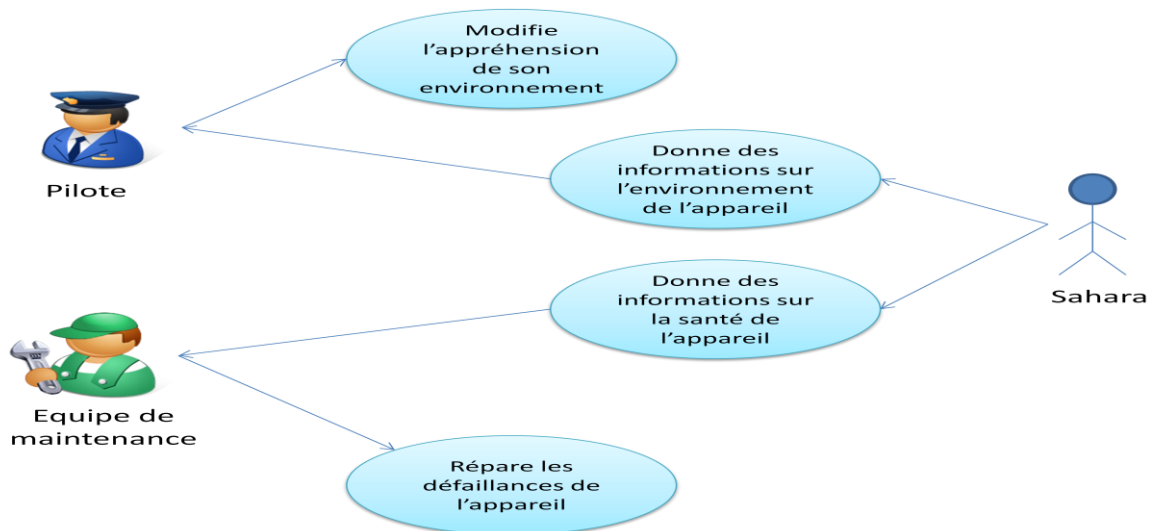 Modifie
l'appréhension
de son
environnement
Pilote
Donne des
informations sur
l'environnement
de l'appareil
Sahara
Donne des
informations sur
la santé de
l'appareil
Equipe de
maintenance
Répare les
défaillances de
l'appareil